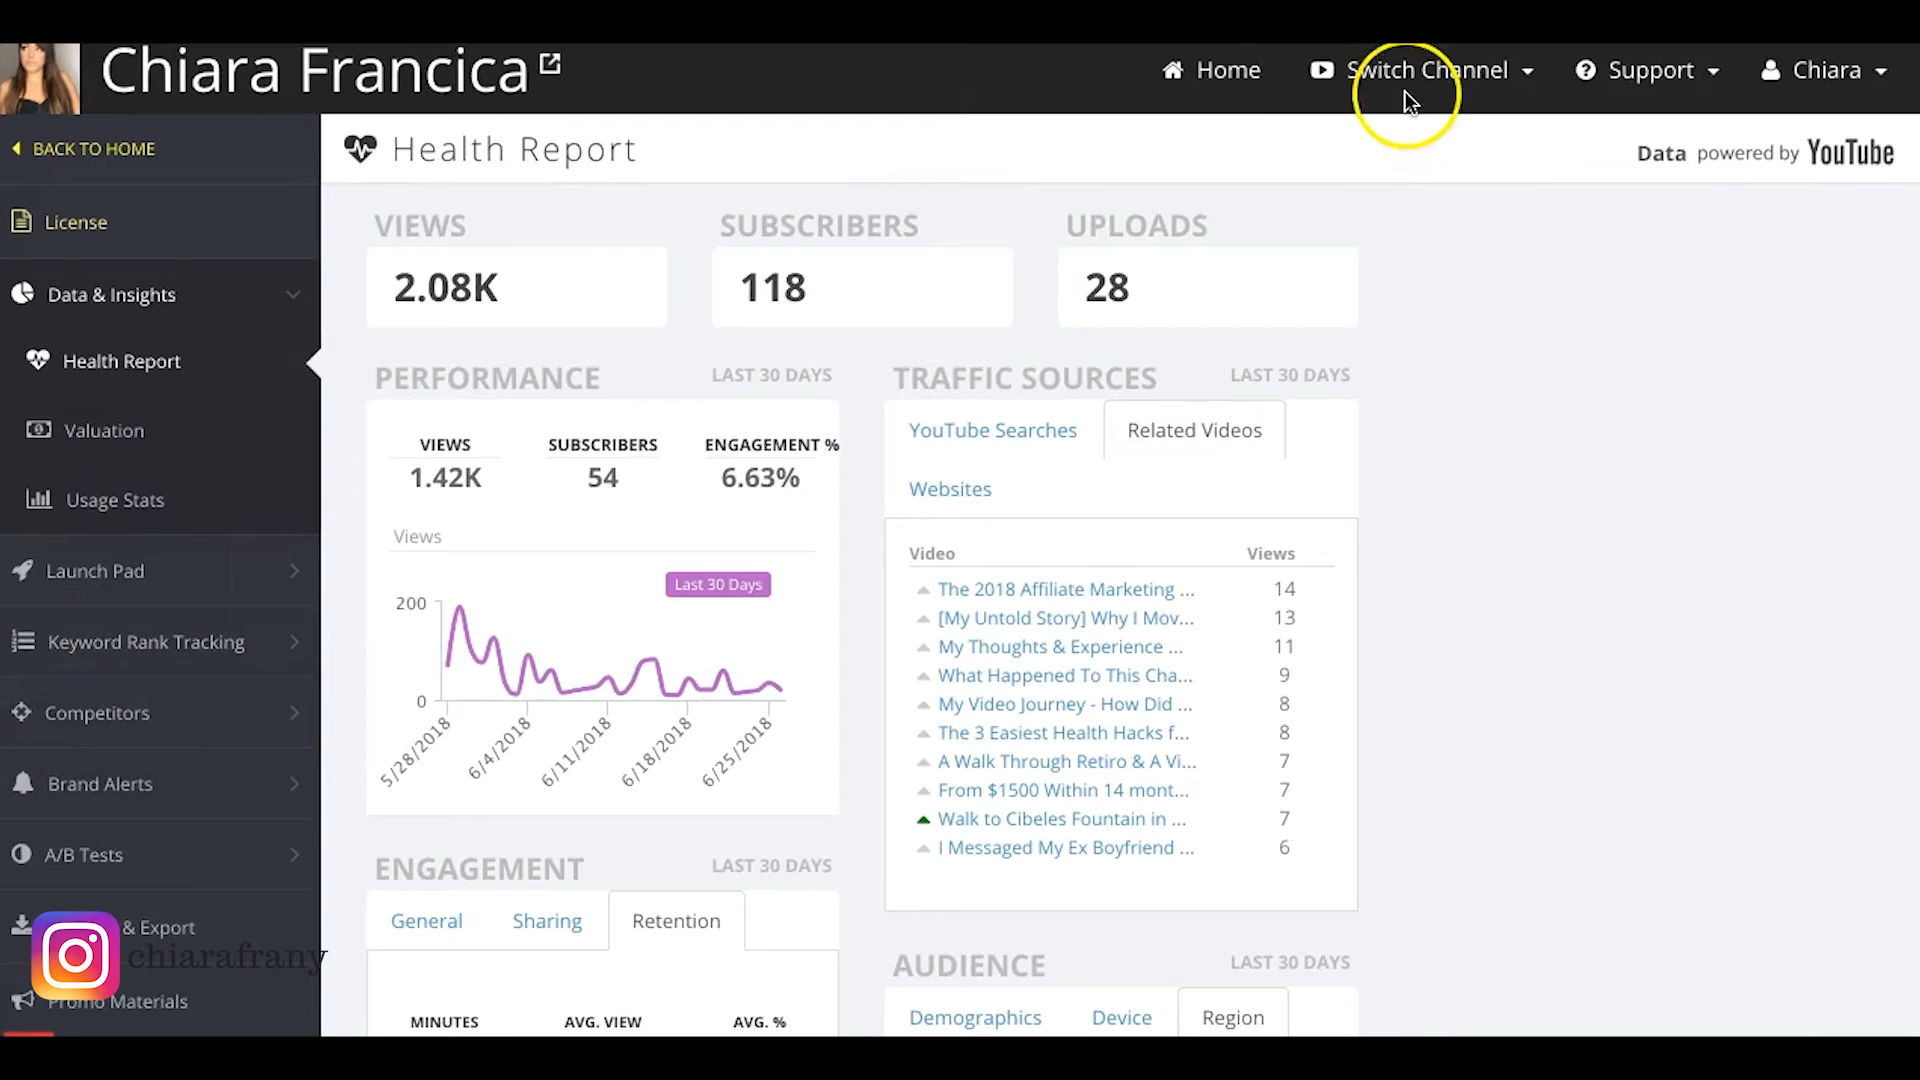 Chiara Francica
Home
Switch Channel
Support
Chiara
BACK TO HOME
Health Report
Data powered by YouTube
License
Data & Insights
Health Report
Valuation
Usage Stats
Launch Pad
Keyword Rank Tracking
Competitors
Brand Alerts
A/B Tests
& Export
chiarafrany
Promo Materials
VIEWS
2.08K
SUBSCRIBERS
118
UPLOADS
28
PERFORMANCE
LAST 30 DAYS
VIEWS SUBSCRIBERS ENGAGEMENT %
1.42K 54 6.63%
Views
Last 30 Days
200
0
5/28/2018
6/4/2018
6/11/2018
6/18/2018
6/25/2018
TRAFFIC SOURCES
LAST 30 DAYS
YouTube Searches
Related Videos
Websites
Video Views
The 2018 Affiliate Marketing ... 14
[My Untold Story] Why I Mov... 13
My Thoughts & Experience ... 11
What Happened To This Cha... 9
My Video Journey - How Did ... 8
The 3 Easiest Health Hacks f... 8
A Walk Through Retiro & A Vi... 7
From $1500 Within 14 mont... 7
Walk to Cibeles Fountain in ... 7
I Messaged My Ex Boyfriend ... 6
ENGAGEMENT
LAST 30 DAYS
General
Sharing
Retention
MINUTES AVG. VIEW AVG. %
AUDIENCE
LAST 30 DAYS
Demographics
Device
Region